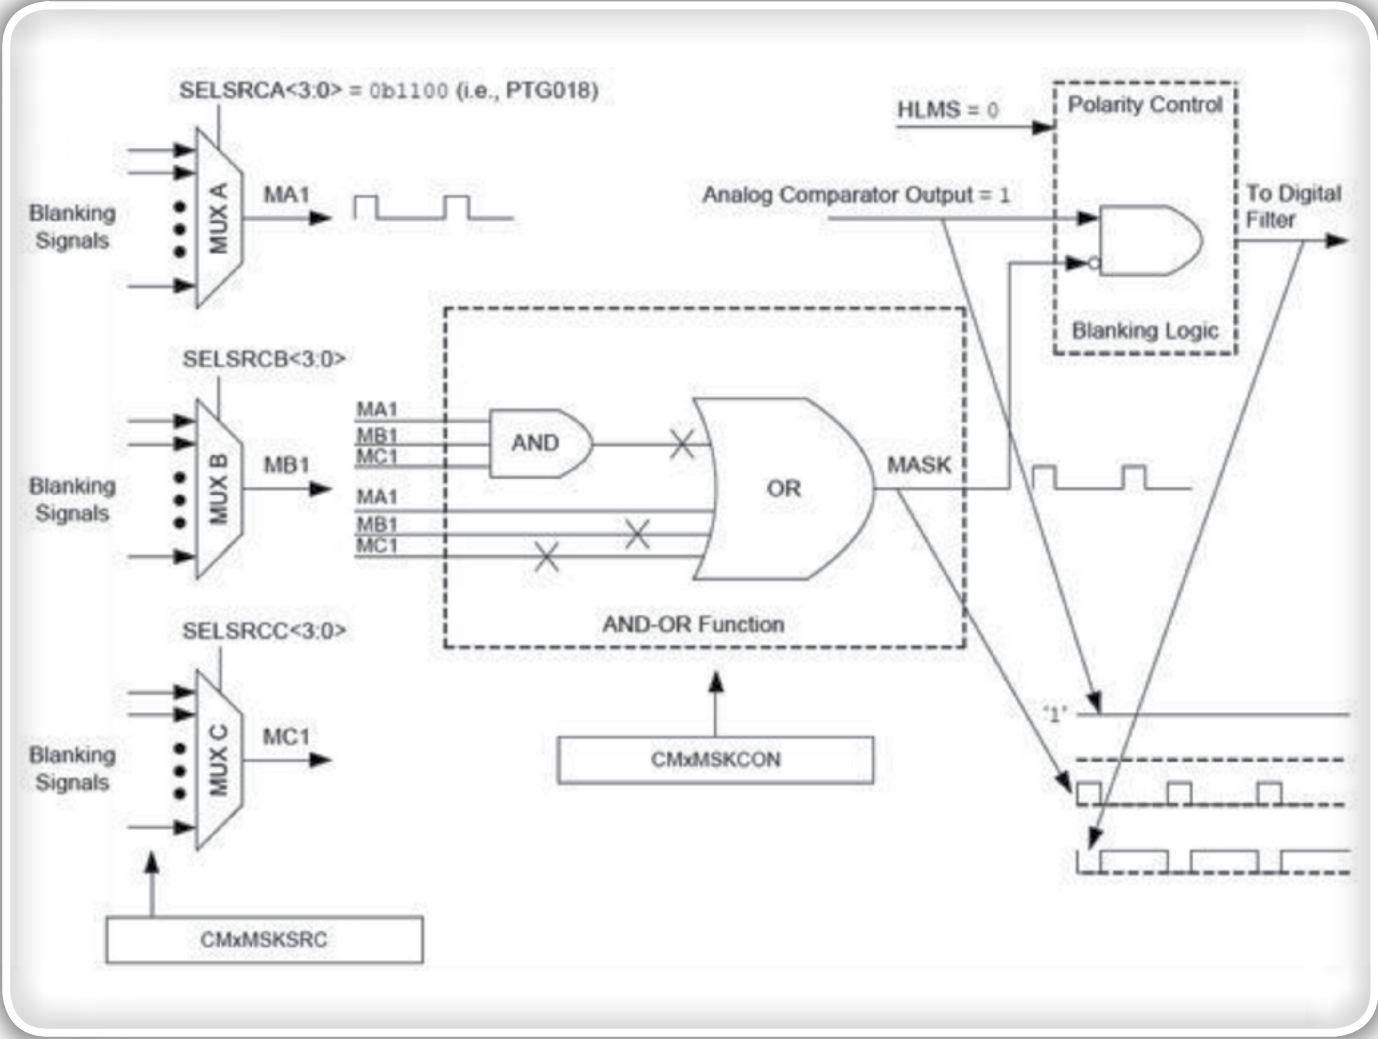 SELSRCA<3:0> = 0b1100 (i.e., PTG018)
HLMS = 0
Polarity Control
Blanking
Signals
MUX A
MA1
Analog Comparator Output = 1
To Digital
Filter
Blanking Logic
SELSRCB<3:0>
Blanking
Signals
MUX B
MB1
MA1
MB1
MC1
AND
MA1
MB1
MC1
OR
MASK
AND-OR Function
SELSRCC<3:0>
Blanking
Signals
MUX C
MC1
CMxMSKCON
"1"
CMxMSKSRC